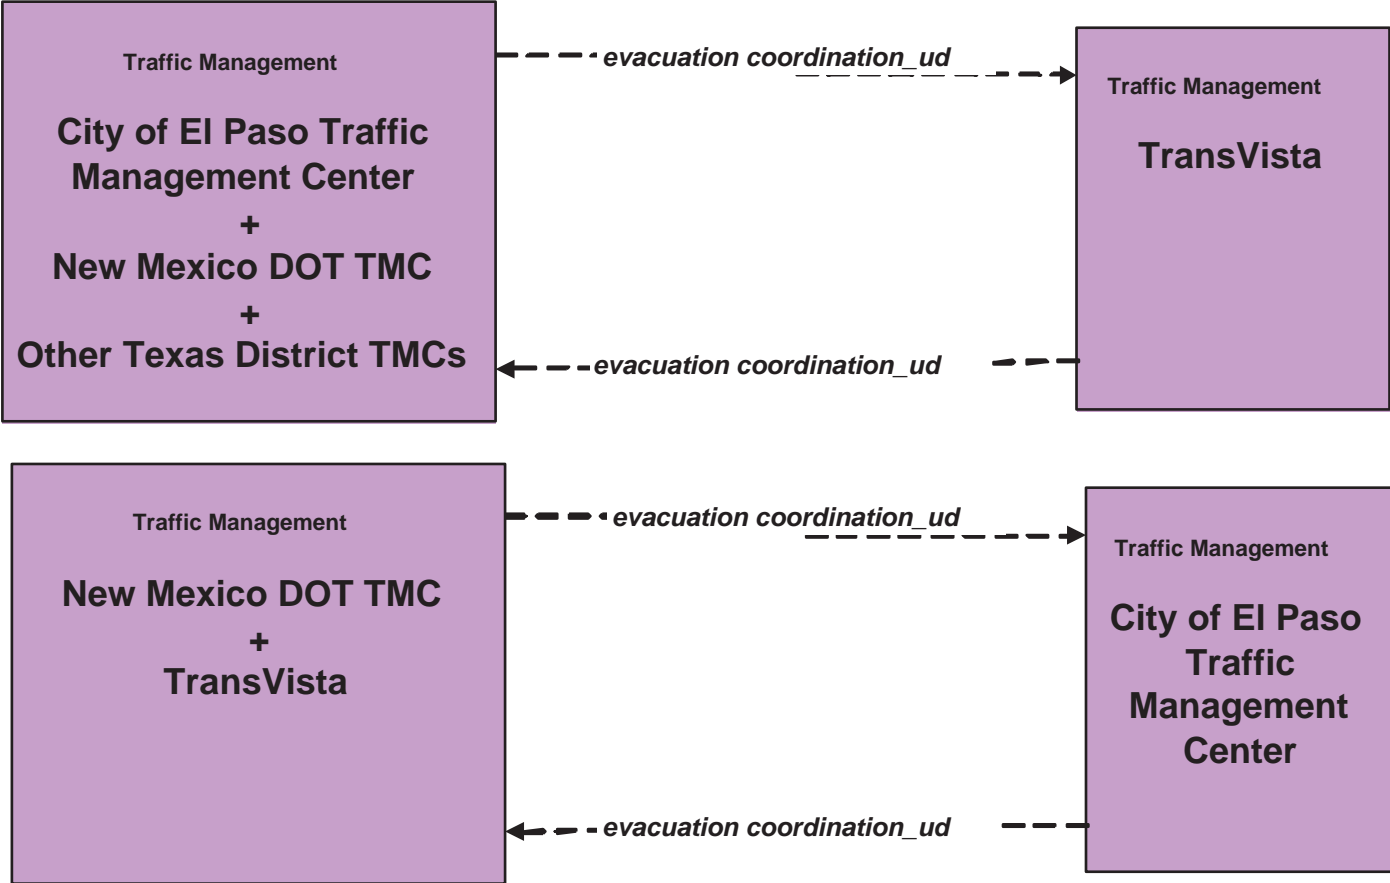 Traffic Management
City of El Paso Traffic
Management Center
+
New Mexico DOT TMC
+
Other Texas District TMCs
evacuation coordination_ud
evacuation coordination_ud
Traffic Management
TransVista
Traffic Management
New Mexico DOT TMC
+
TransVista
evacuation coordination_ud
evacuation coordination_ud
Traffic Management
City of El Paso
Traffic
Management
Center